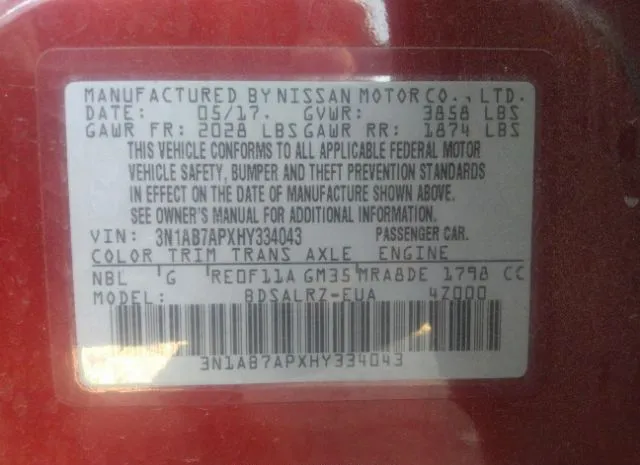 MANUFACTURED BY NISSAN MOTOR CO., LTD.
DATE: 05/17. GVWR: 3858 LBS
GAWR FR: 2028 LBS GAWR RR: 1874 LBS
THIS VEHICLE CONFORMS TO ALL APPLICABLE FEDERAL MOTOR
VEHICLE SAFETY, BUMPER AND THEFT PREVENTION STANDARDS
IN EFFECT ON THE DATE OF MANUFACTURE SHOWN ABOVE.
SEE OWNER'S MANUAL FOR ADDITIONAL INFORMATION.
VIN: 3N1AB7APXHY334043 PASSENGER CAR.
COLOR TRIM TRANS AXLE ENGINE
NBL 'G 'RE0F11A GM35 'MRA8DE 1798 CC
MODEL: BDSALRZ-EUA 4Z000
3N1AB7APXHY334043